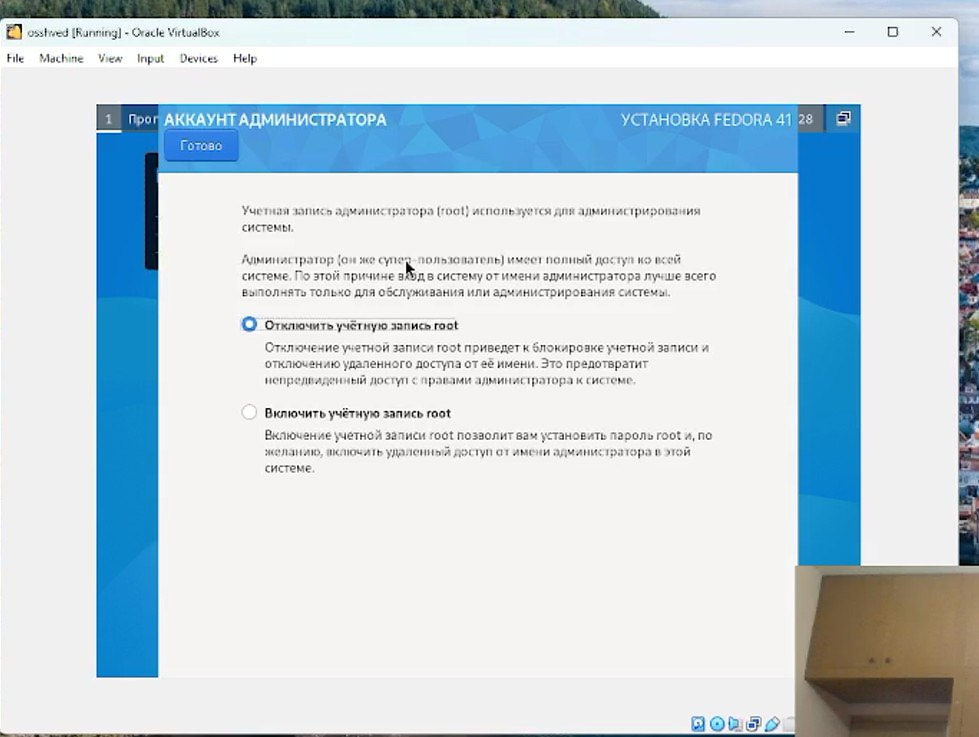 osshved [Running] - Oracle VirtualBox
File Machine View Input Devices Help
1 Прог АККАУНТ АДМИНИСТРАТОРА УСТАНОВКА FEDORA 41 28
Готово
Учетная запись администратора (root) используется для администрирования
системы.
Администратор (он же супер-пользователь) имеет полный доступ ко всей
системе. По этой причине вход в систему от имени администратора лучше всего
выполнять только для обслуживания или администрирования системы.
Отключить учётную запись root
Отключение учетной записи root приведет к блокировке учетной записи и
отключению удаленного доступа от её имени. Это предотвратит
непредвиденный доступ с правами администратора к системе.
Включить учётную запись root
Включение учетной записи root позволит вам установить пароль root и, по
желанию, включить удаленный доступ от имени администратора в этой
системе.